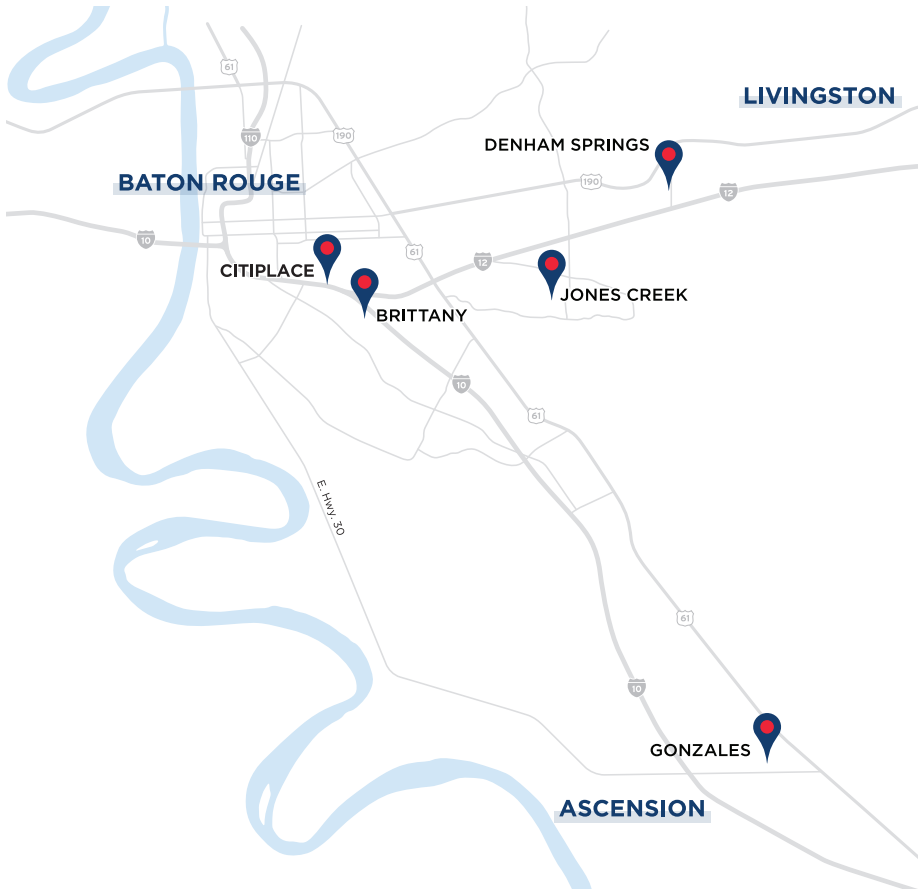 61
LIVINGSTON
110
190
DENHAM SPRINGS
BATON ROUGE
190
12
10
61
12
CITIPLACE
JONES CREEK
BRITTANY
10
61
E. Hwy. 30
61
10
GONZALES
ASCENSION